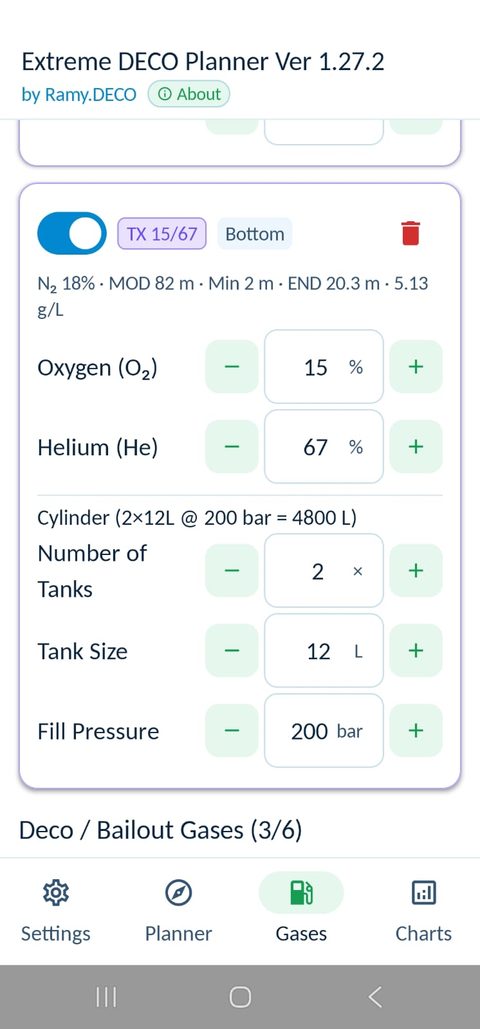 Extreme DECO Planner Ver 1.27.2
by Ramy.DECO About
TX 15/67 Bottom
N₂ 18% · MOD 82 m · Min 2 m · END 20.3 m · 5.13
g/L
Oxygen (O₂) − 15 % +
Helium (He) − 67 % +
Cylinder (2×12L @ 200 bar = 4800 L)
Number of
Tanks − 2 × +
Tank Size − 12 L +
Fill Pressure − 200 bar +
Deco / Bailout Gases (3/6)
Settings Planner Gases Charts